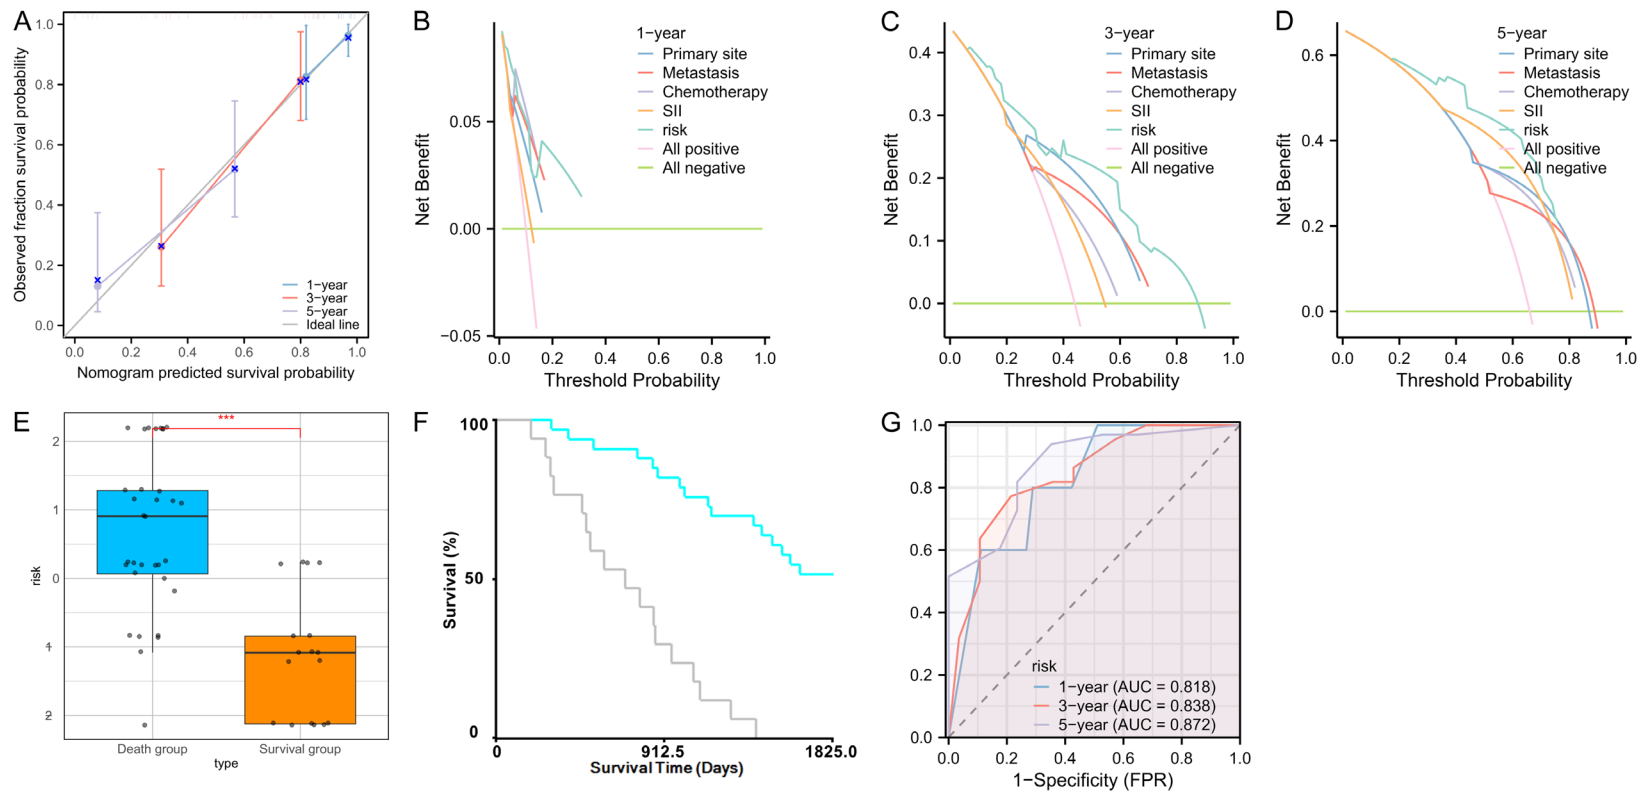 A
Observed fraction survival probability
1.0
0.8
0.6
0.4
0.2
0.0
1−year
3−year
5−year
Ideal line
0.0 0.2 0.4 0.6 0.8 1.0
Nomogram predicted survival probability
B
Net Benefit
0.05
0.00
−0.05
1−year
Primary site
Metastasis
Chemotherapy
SII
risk
All positive
All negative
0.0 0.2 0.4 0.6 0.8 1.0
Threshold Probability
C
Net Benefit
0.4
0.3
0.2
0.1
0.0
3−year
Primary site
Metastasis
Chemotherapy
SII
risk
All positive
All negative
0.0 0.2 0.4 0.6 0.8 1.0
Threshold Probability
D
Net Benefit
0.6
0.4
0.2
0.0
5−year
Primary site
Metastasis
Chemotherapy
SII
risk
All positive
All negative
0.0 0.2 0.4 0.6 0.8 1.0
Threshold Probability
E
***
risk
2
1
0
1
2
Death group Survival group
type
F
Survival (%)
100
50
0
0 912.5 1825.0
Survival Time (Days)
G
1.0
0.8
0.6
0.4
0.2
0.0
risk
1−year (AUC = 0.818)
3−year (AUC = 0.838)
5−year (AUC = 0.872)
0.0 0.2 0.4 0.6 0.8 1.0
1−Specificity (FPR)